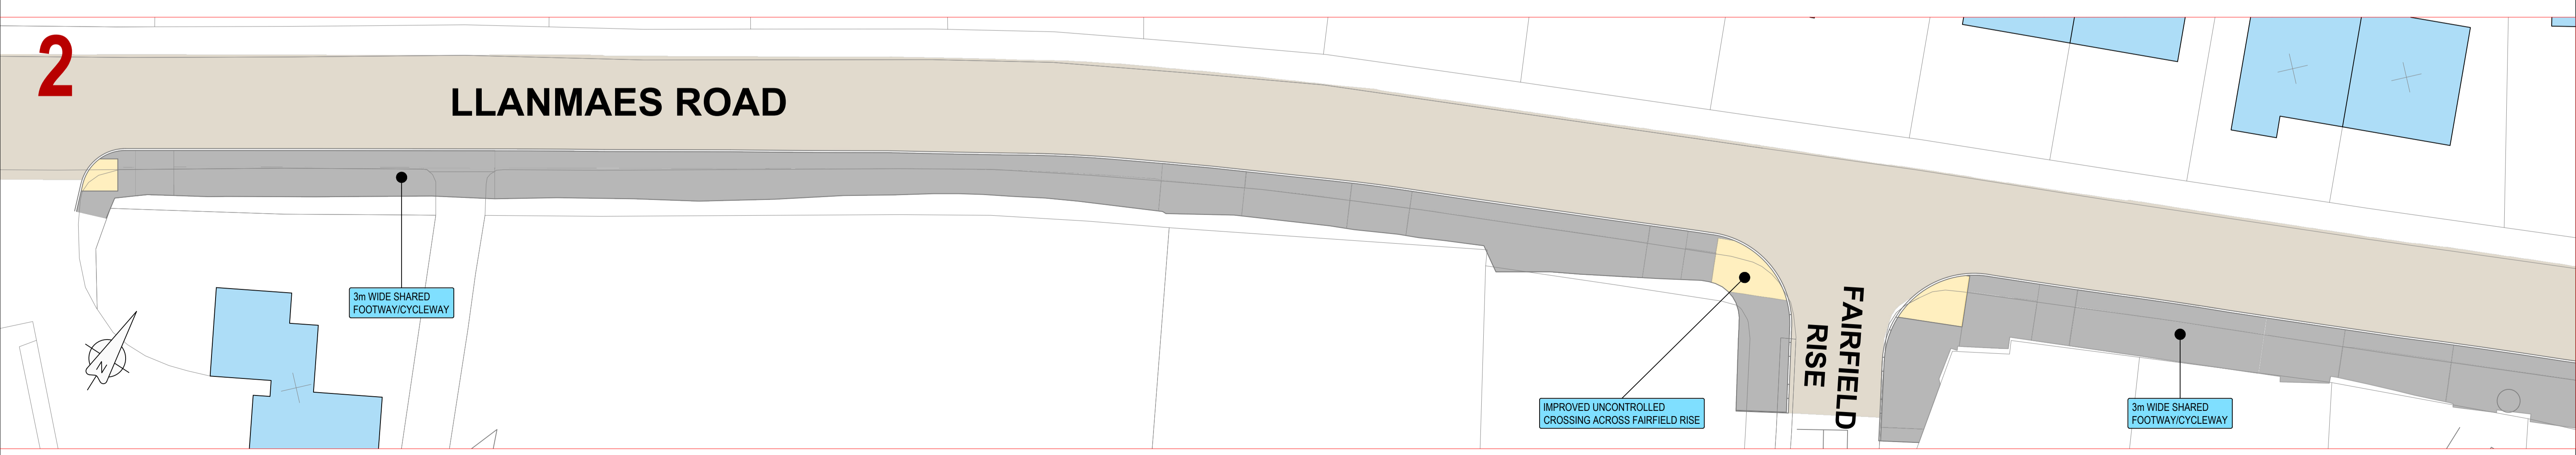 2
LLANMAES ROAD
3m WIDE SHARED
FOOTWAY/CYCLEWAY
N
IMPROVED UNCONTROLLED
CROSSING ACROSS FAIRFIELD RISE
FAIRFIELD
RISE
3m WIDE SHARED
FOOTWAY/CYCLEWAY